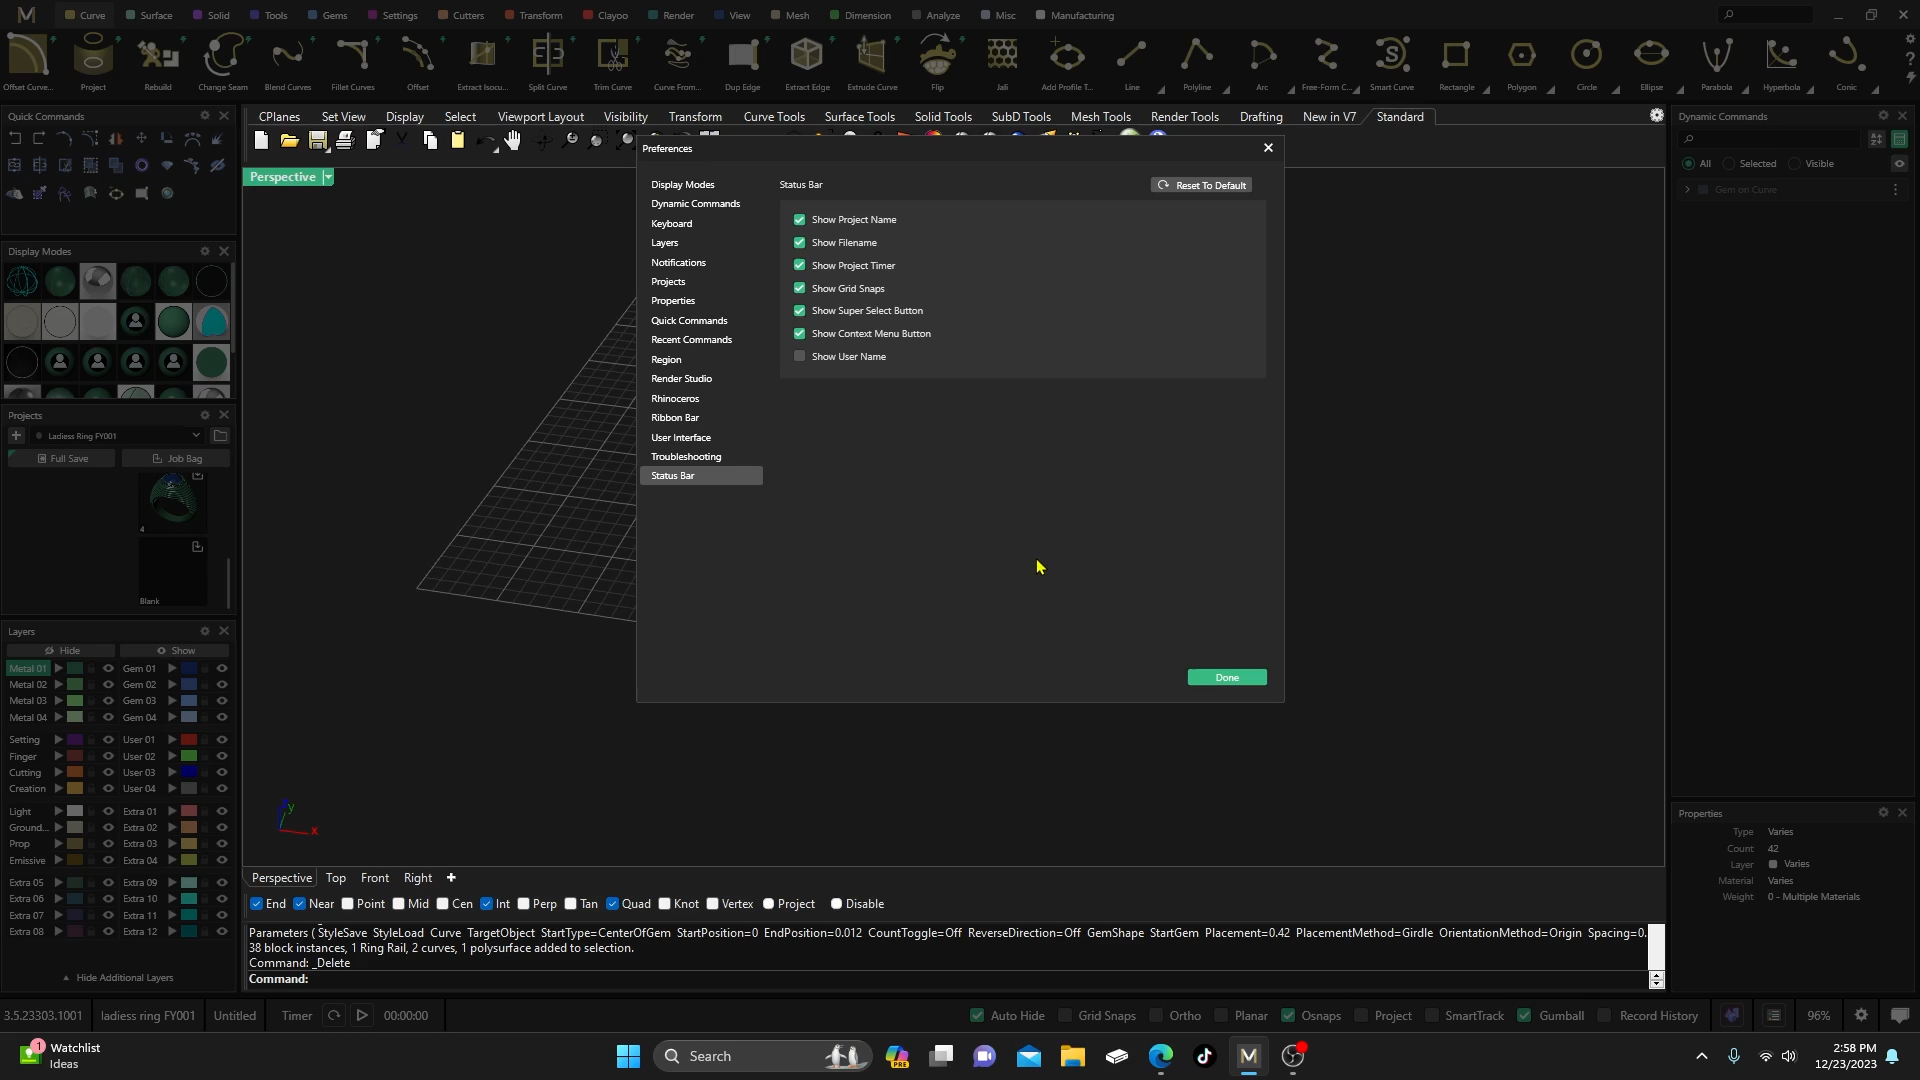 Curve Surface Solid Tools Gems Settings Cutters Transform Clayoo Render View Mesh Dimension Analyze Misc Manufacturing
Offset Curve... Project Rebuild Change Seam Blend Curves Fillet Curves Offset Extract Isocu... Split Curve Trim Curve Curve From... Dup Edge Extract Edge Extrude Curve Flip Jali Add Profile T... Line Polyline Arc Free-Form C... Smart Curve Rectangle Polygon Circle Ellipse Parabola Hyperbola Conic
Quick Commands
CPlanes Set View Display Select Viewport Layout Visibility Transform Curve Tools Surface Tools Solid Tools SubD Tools Mesh Tools Render Tools Drafting New in V7 Standard
Perspective
Display Modes
Projects
Ladiess Ring FY001
Full Save Job Bag
4
Blank
Layers
Hide Show
Metal 01 Gem 01
Metal 02 Gem 02
Metal 03 Gem 03
Metal 04 Gem 04
Setting User 01
Finger User 02
Cutting User 03
Creation User 04
Light Extra 01
Ground... Extra 02
Prop Extra 03
Emissive Extra 04
Extra 05 Extra 09
Extra 06 Extra 10
Extra 07 Extra 11
Extra 08 Extra 12
Hide Additional Layers
Preferences
Display Modes
Dynamic Commands
Keyboard
Layers
Notifications
Projects
Properties
Quick Commands
Recent Commands
Region
Render Studio
Rhinoceros
Ribbon Bar
User Interface
Troubleshooting
Status Bar
Status Bar
Reset To Default
Show Project Name
Show Filename
Show Project Timer
Show Grid Snaps
Show Super Select Button
Show Context Menu Button
Show User Name
Done
y
x
Dynamic Commands
All Selected Visible
Gem on Curve
Properties
Type Varies
Count 42
Layer Varies
Material Varies
Weight 0 - Multiple Materials
Perspective Top Front Right
End Near Point Mid Cen Int Perp Tan Quad Knot Vertex Project Disable
Parameters ( StyleSave StyleLoad Curve TargetObject StartType=CenterOfGem StartPosition=0 EndPosition=0.012 CountToggle=Off ReverseDirection=Off GemShape StartGem Placement=0.42 PlacementMethod=Girdle OrientationMethod=Origin Spacing=0.
38 block instances, 1 Ring Rail, 2 curves, 1 polysurface added to selection.
Command: _Delete
Command:
3.5.23303.1001 ladiess ring FY001 Untitled Timer 00:00:00 Auto Hide Grid Snaps Ortho Planar Osnaps Project SmartTrack Gumball Record History 96%
1
Watchlist
Ideas
Search
PRE
2:58 PM
12/23/2023